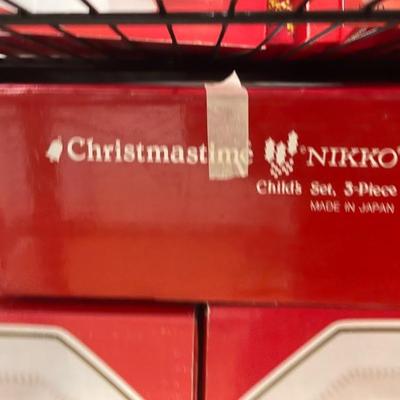 Christmastime NIKKO®
Child's Set, 3-Piece
MADE IN JAPAN